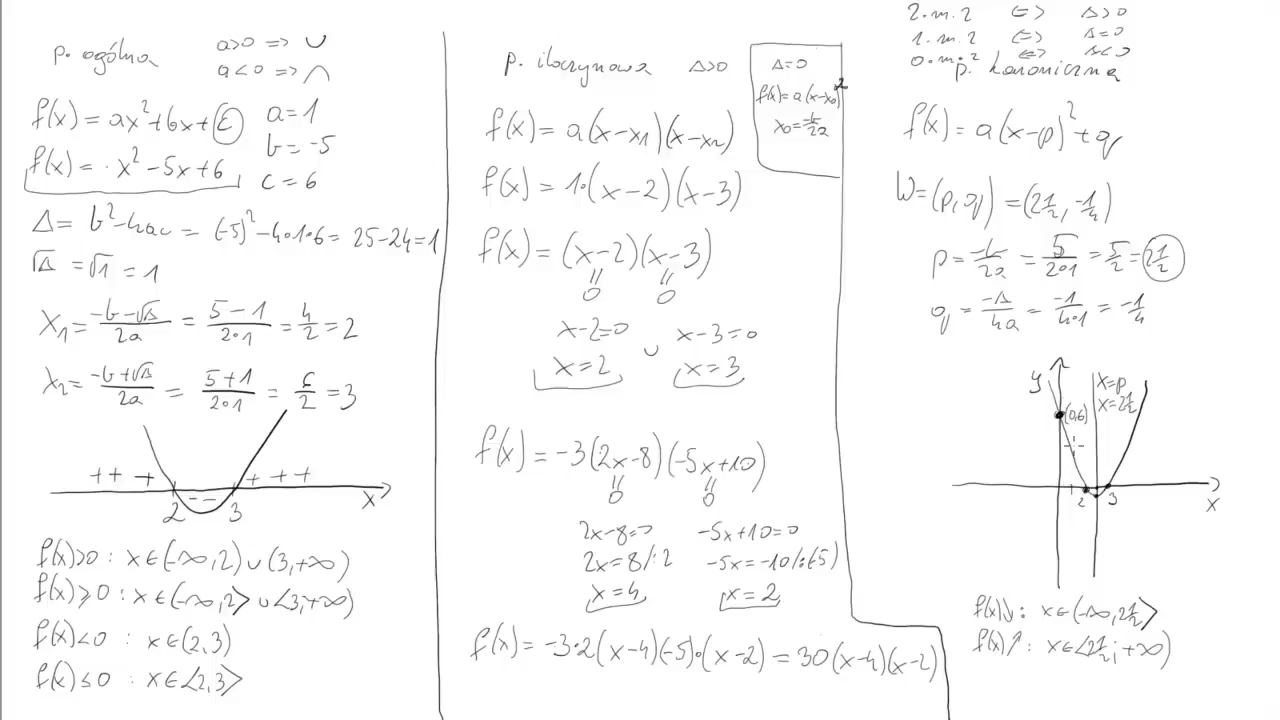 p. ogólna
a>0 => ∪
a<0 => ∩
f(x) = ax²+bx+c
a=1
f(x) = x²-5x+6
b=-5
c=6
Δ = b²-4ac = (-5)²-4•1•6 = 25-24=1
√Δ = √1 = 1
x₁ = (-b-√Δ)/2a = (5-1)/2•1 = 4/2 = 2
x₂ = (-b+√Δ)/2a = (5+1)/2•1 = 6/2 = 3
++ + -- + + +
2 3 x
f(x)>0 : x∈(-∞,2)∪(3,+∞)
f(x)≥0 : x∈(-∞,2>∪<3,+∞)
f(x)<0 : x∈(2,3)
f(x)≤0 : x∈<2,3>
p. iloczynowa Δ>0
Δ=0
f(x)=a(x-x₀)²
x₀=-b/2a
f(x) = a(x-x₁)(x-x₂)
f(x) = 1•(x-2)(x-3)
f(x) = (x-2)(x-3)
= =
0 0
x-2=0 ∪ x-3=0
x=2 x=3
f(x) = -3(2x-8)(-5x+10)
= =
0 0
2x-8=0 -5x+10=0
2x=8/:2 -5x=-10/:(-5)
x=4 x=2
f(x) = -3•2(x-4)(-5)•(x-2) = 30(x-4)(x-2)
2.m.z <=> Δ>0
1.m.z <=> Δ=0
0.m.z <=> Δ<0
p. kanoniczna
f(x) = a(x-p)²+q
W=(p,q) = (2½,-¼)
p = -b/2a = 5/2•1 = 5/2 = 2½
q = -Δ/4a = -1/4•1 = -¼
y
x=p
x=2½
(0,6)
1 2 3 x
f(x)↓: x∈(-∞,2½>
f(x)↗: x∈<2½;+∞)